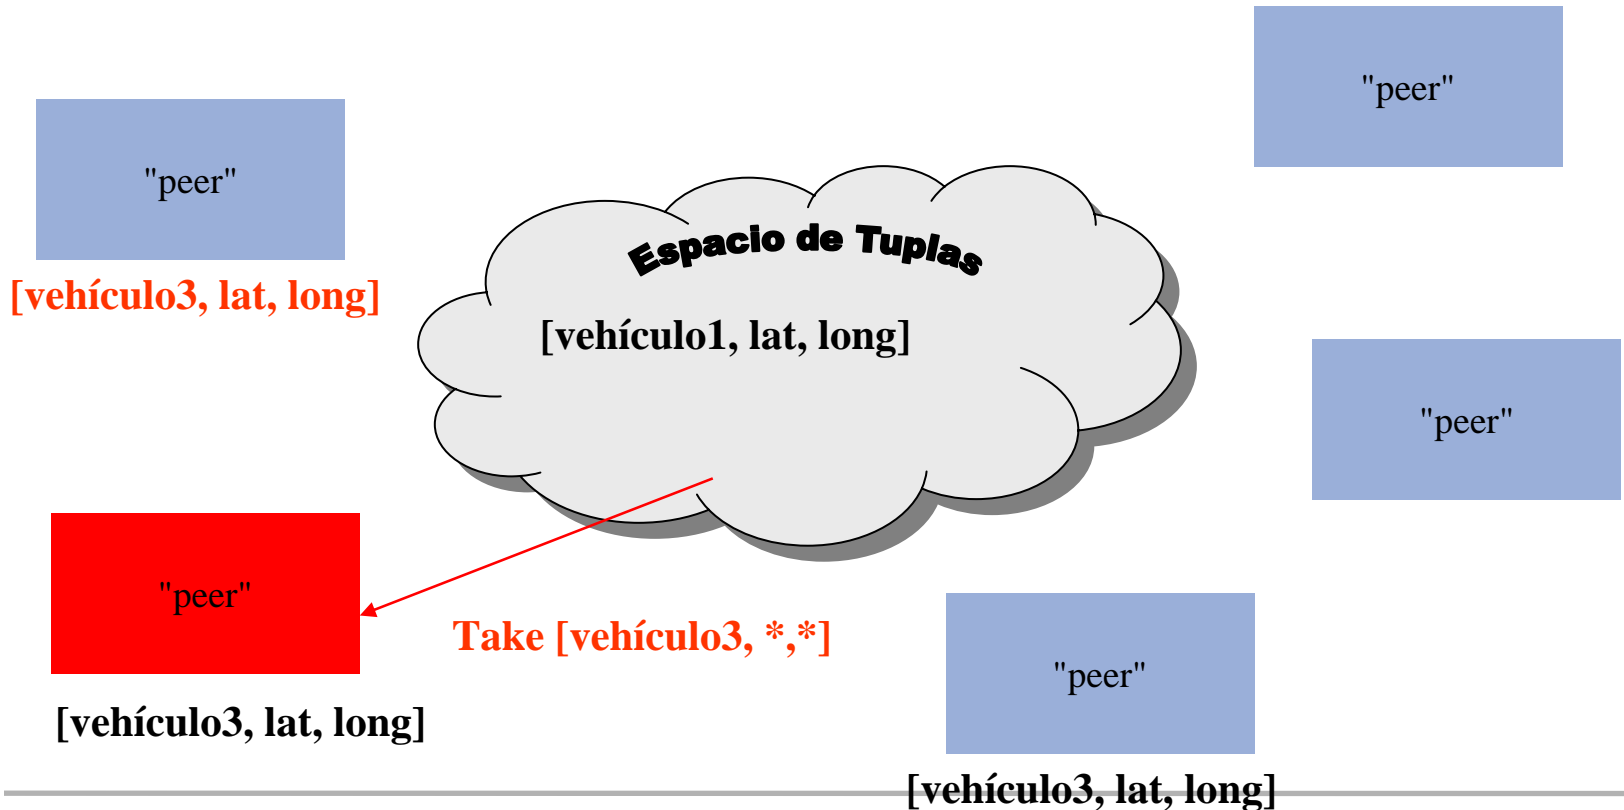 "peer"
"peer"
Espacio de Tuplas
[vehículo3, lat, long]
[vehículo1, lat, long]
"peer"
"peer"
Take [vehículo3, *,*]
"peer"
[vehículo3, lat, long]
[vehículo3, lat, long]